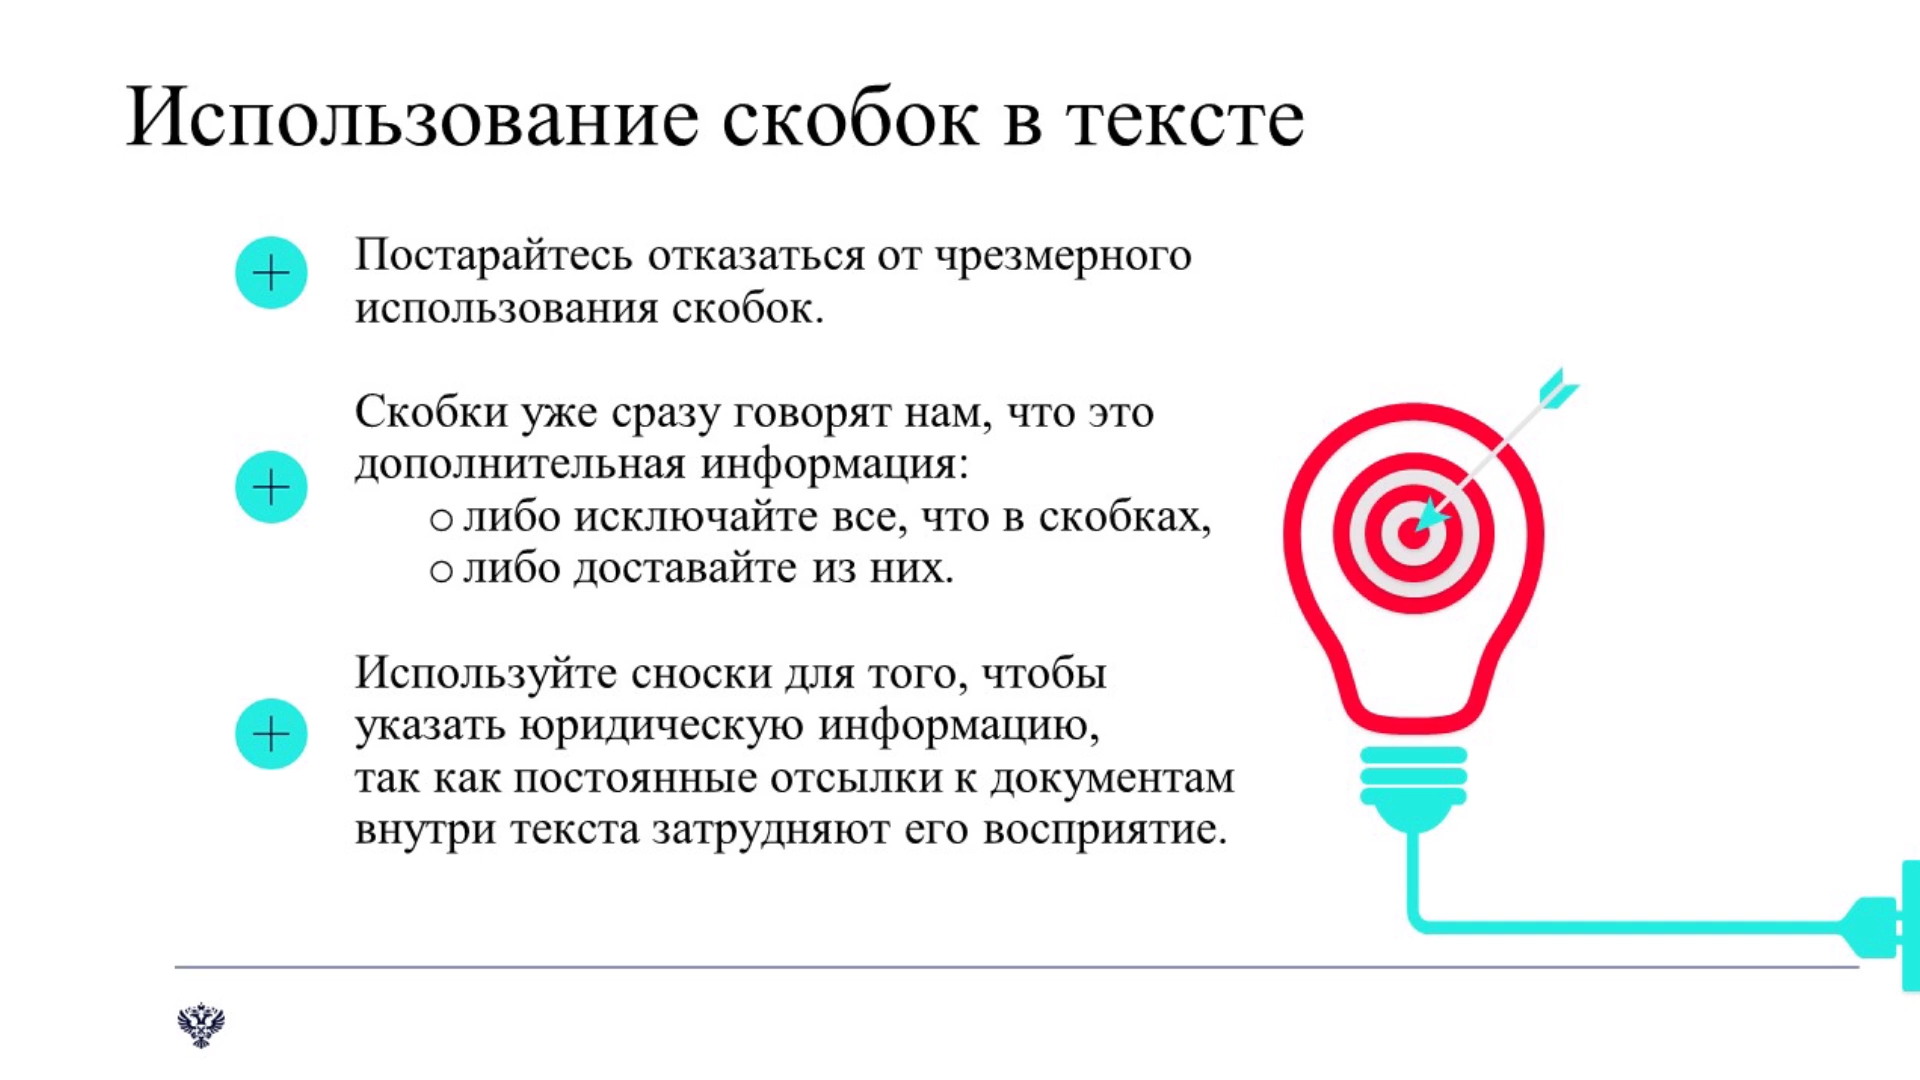 Использование скобок в тексте
Постарайтесь отказаться от чрезмерного
использования скобок.
Скобки уже сразу говорят нам, что это
дополнительная информация:
o либо исключайте все, что в скобках,
o либо доставайте из них.
Используйте сноски для того, чтобы
указать юридическую информацию,
так как постоянные отсылки к документам
внутри текста затрудняют его восприятие.